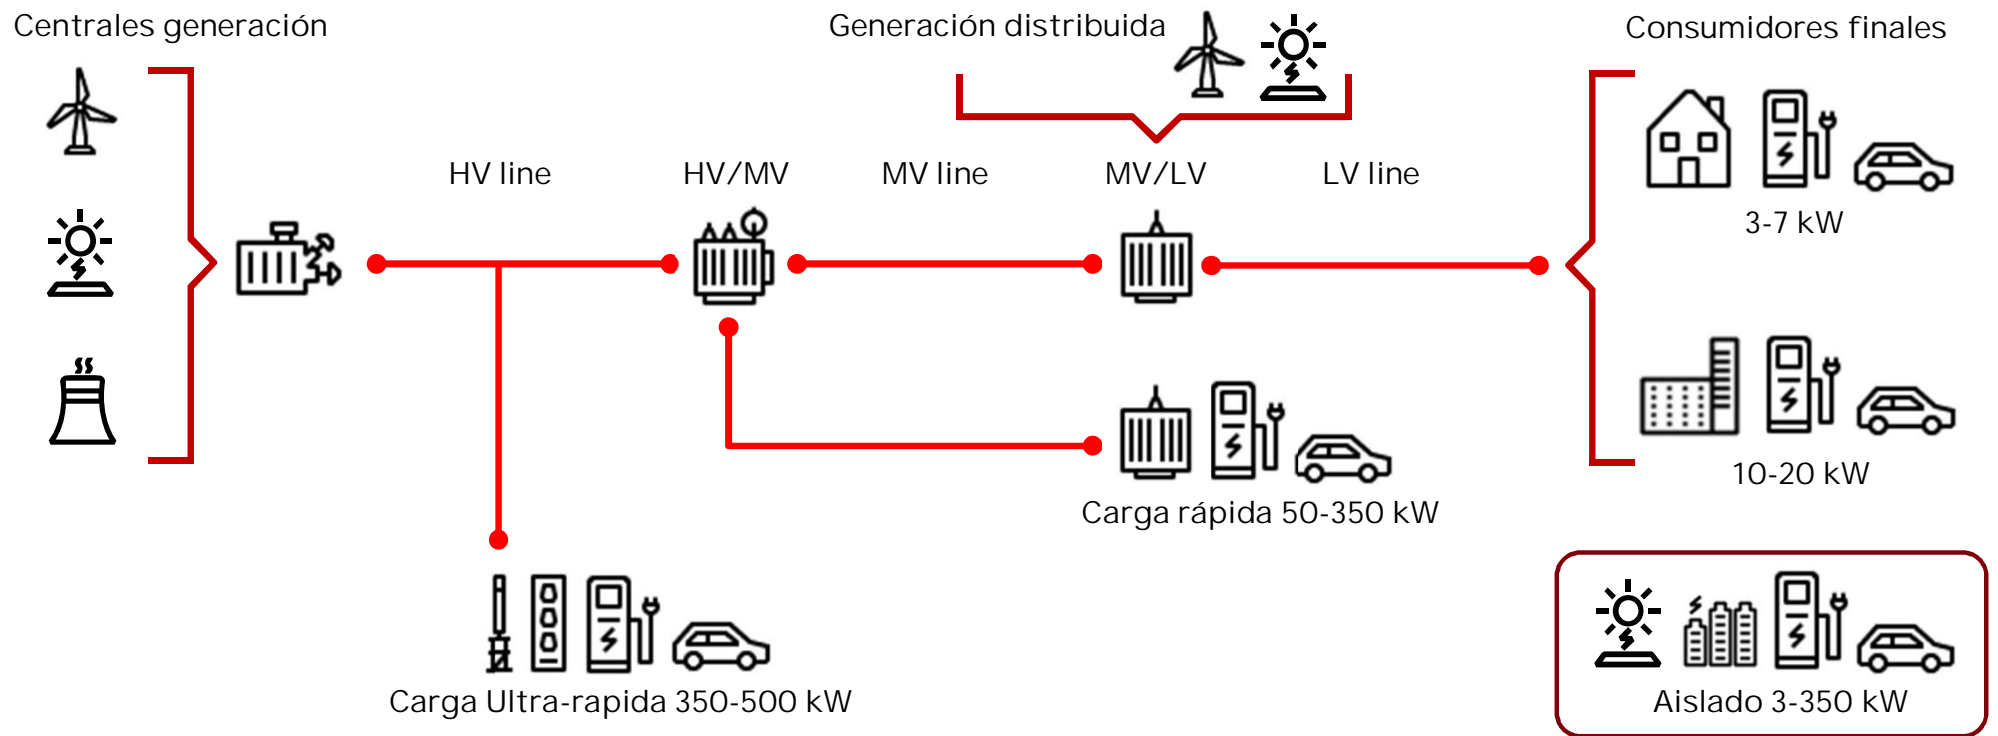 Centrales generación
Generación distribuida
Consumidores finales
HV line
HV/MV
MV line
MV/LV
LV line
3-7 kW
10-20 kW
Carga rápida 50-350 kW
Carga Ultra-rapida 350-500 kW
Aislado 3-350 kW